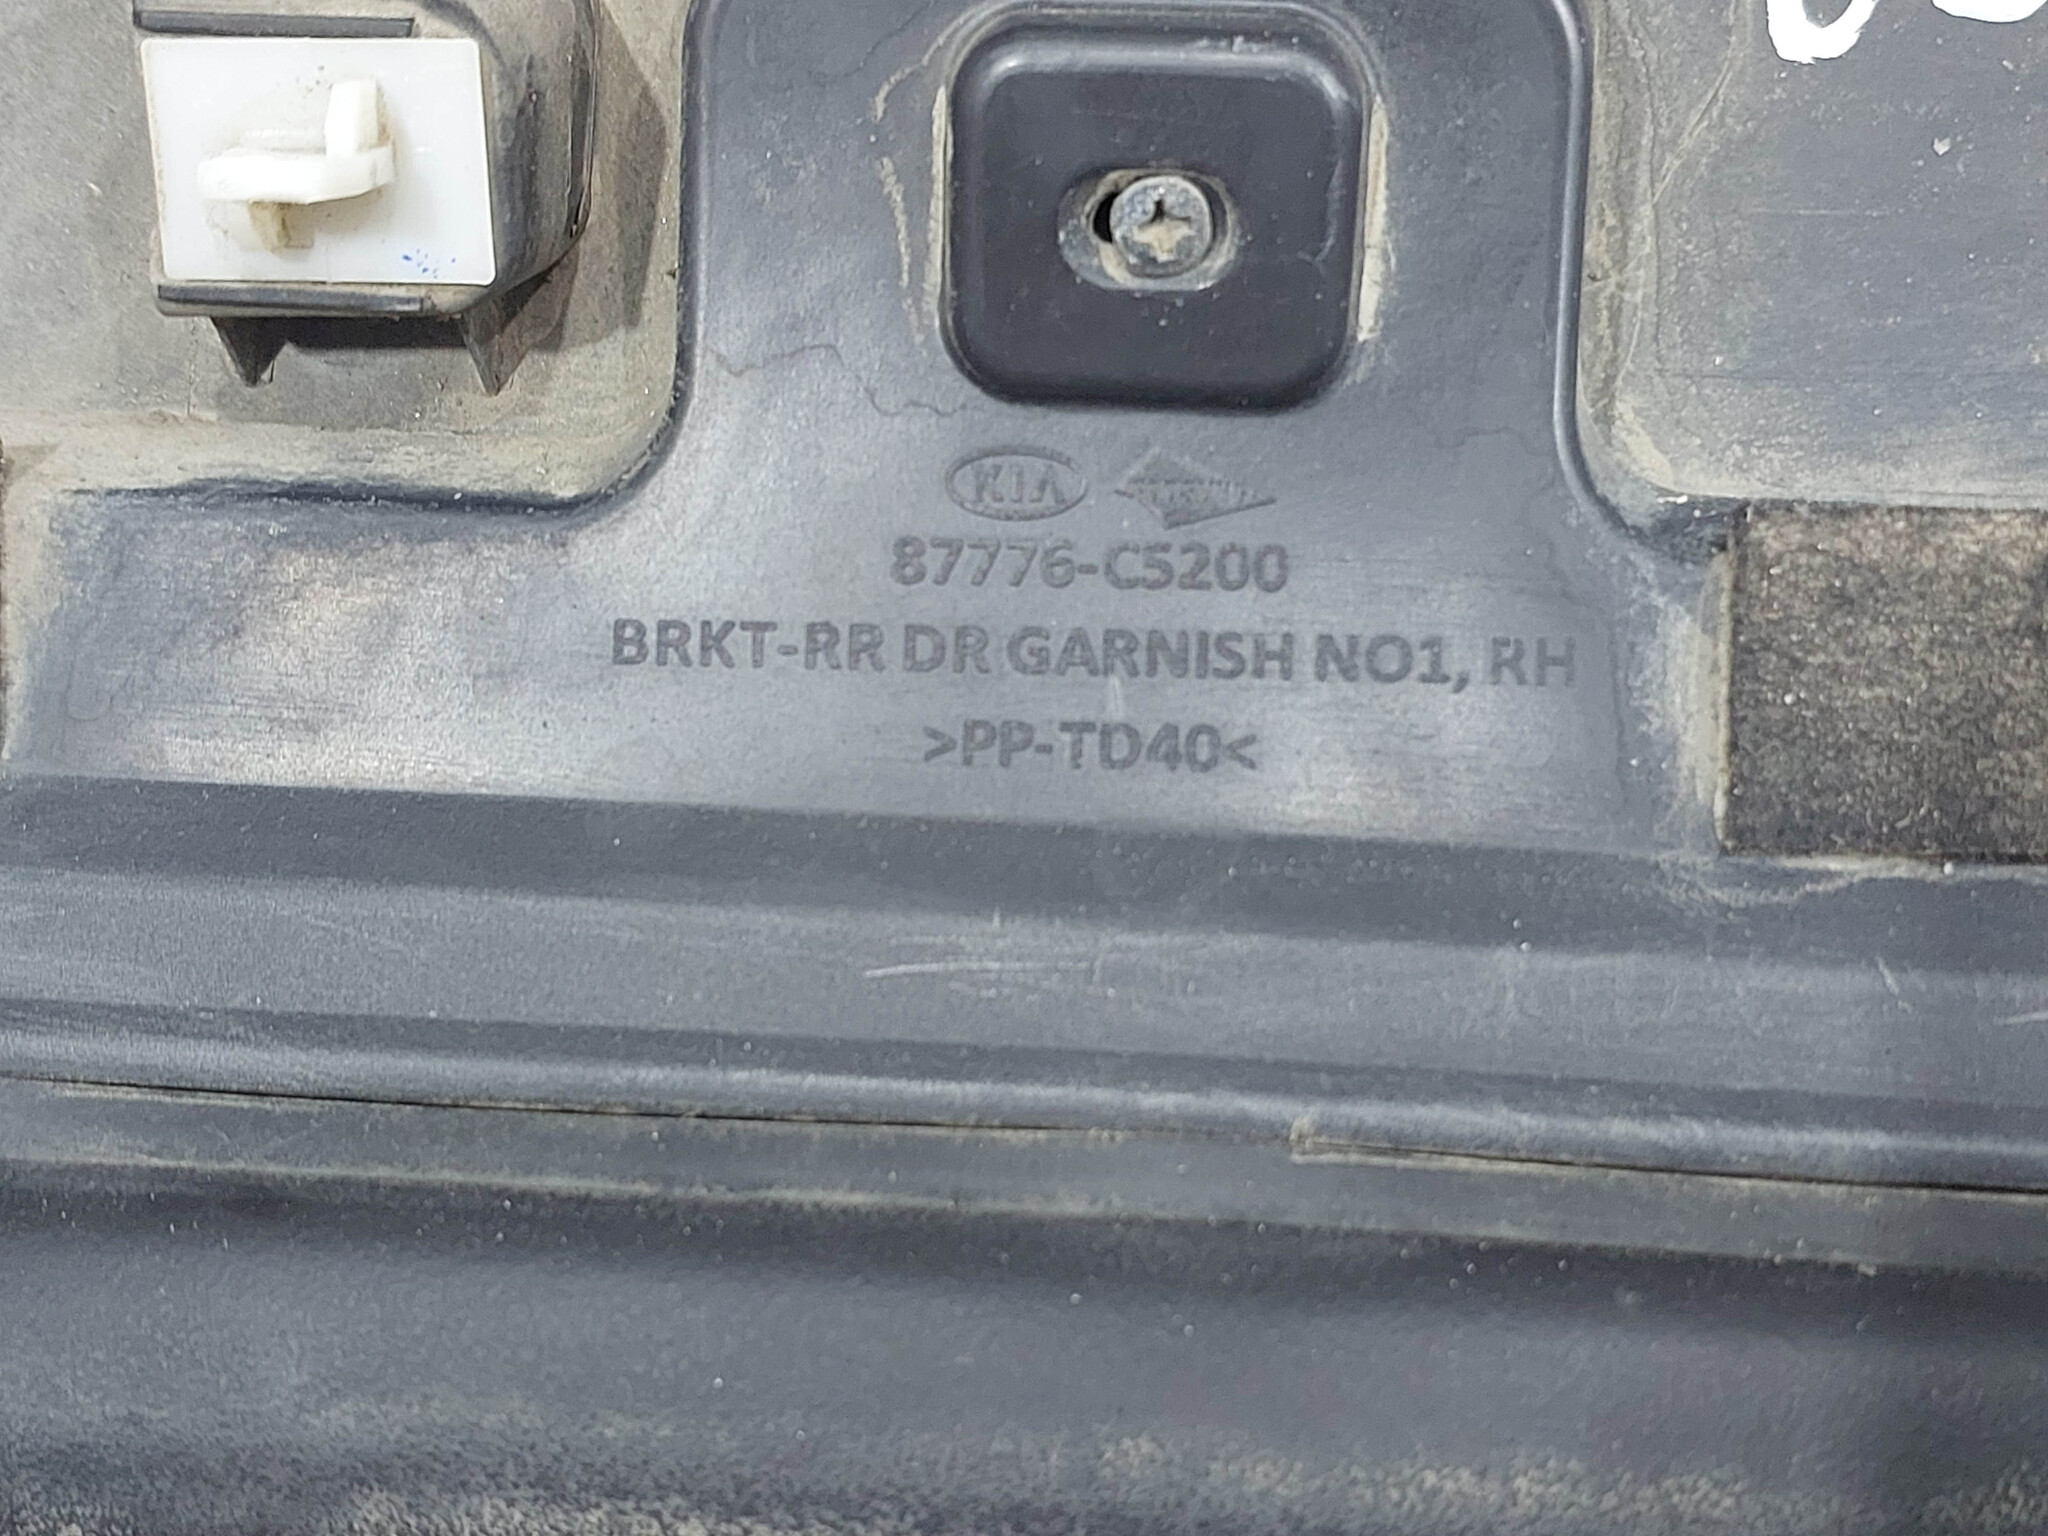 KIA
87776-C5200
BRKT-RR DR GARNISH NO1, RH
>PP-TD40<